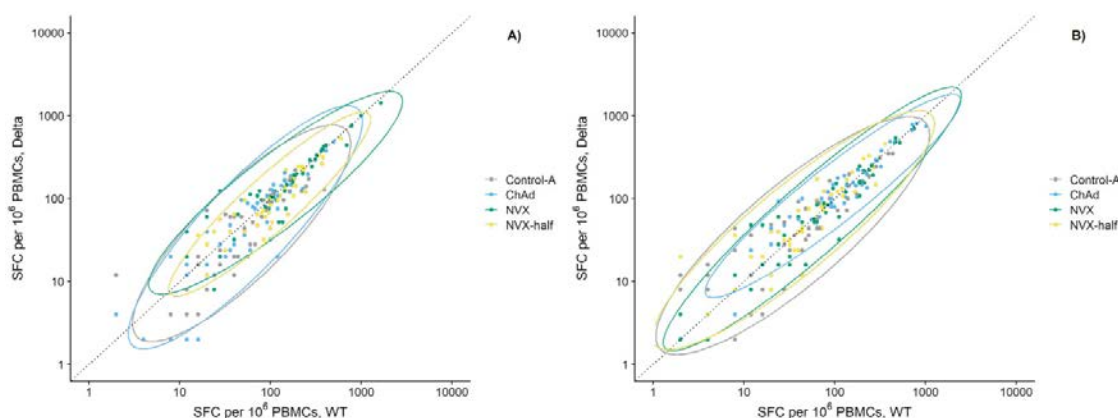 A)
10000
1000
100
10
1
SFC per 10⁶ PBMCs, Delta
1 10 100 1000 10000
SFC per 10⁶ PBMCs, WT
Control-A
ChAd
NVX
NVX-half
B)
10000
1000
100
10
1
SFC per 10⁶ PBMCs, Delta
1 10 100 1000 10000
SFC per 10⁶ PBMCs, WT
Control-A
ChAd
NVX
NVX-half